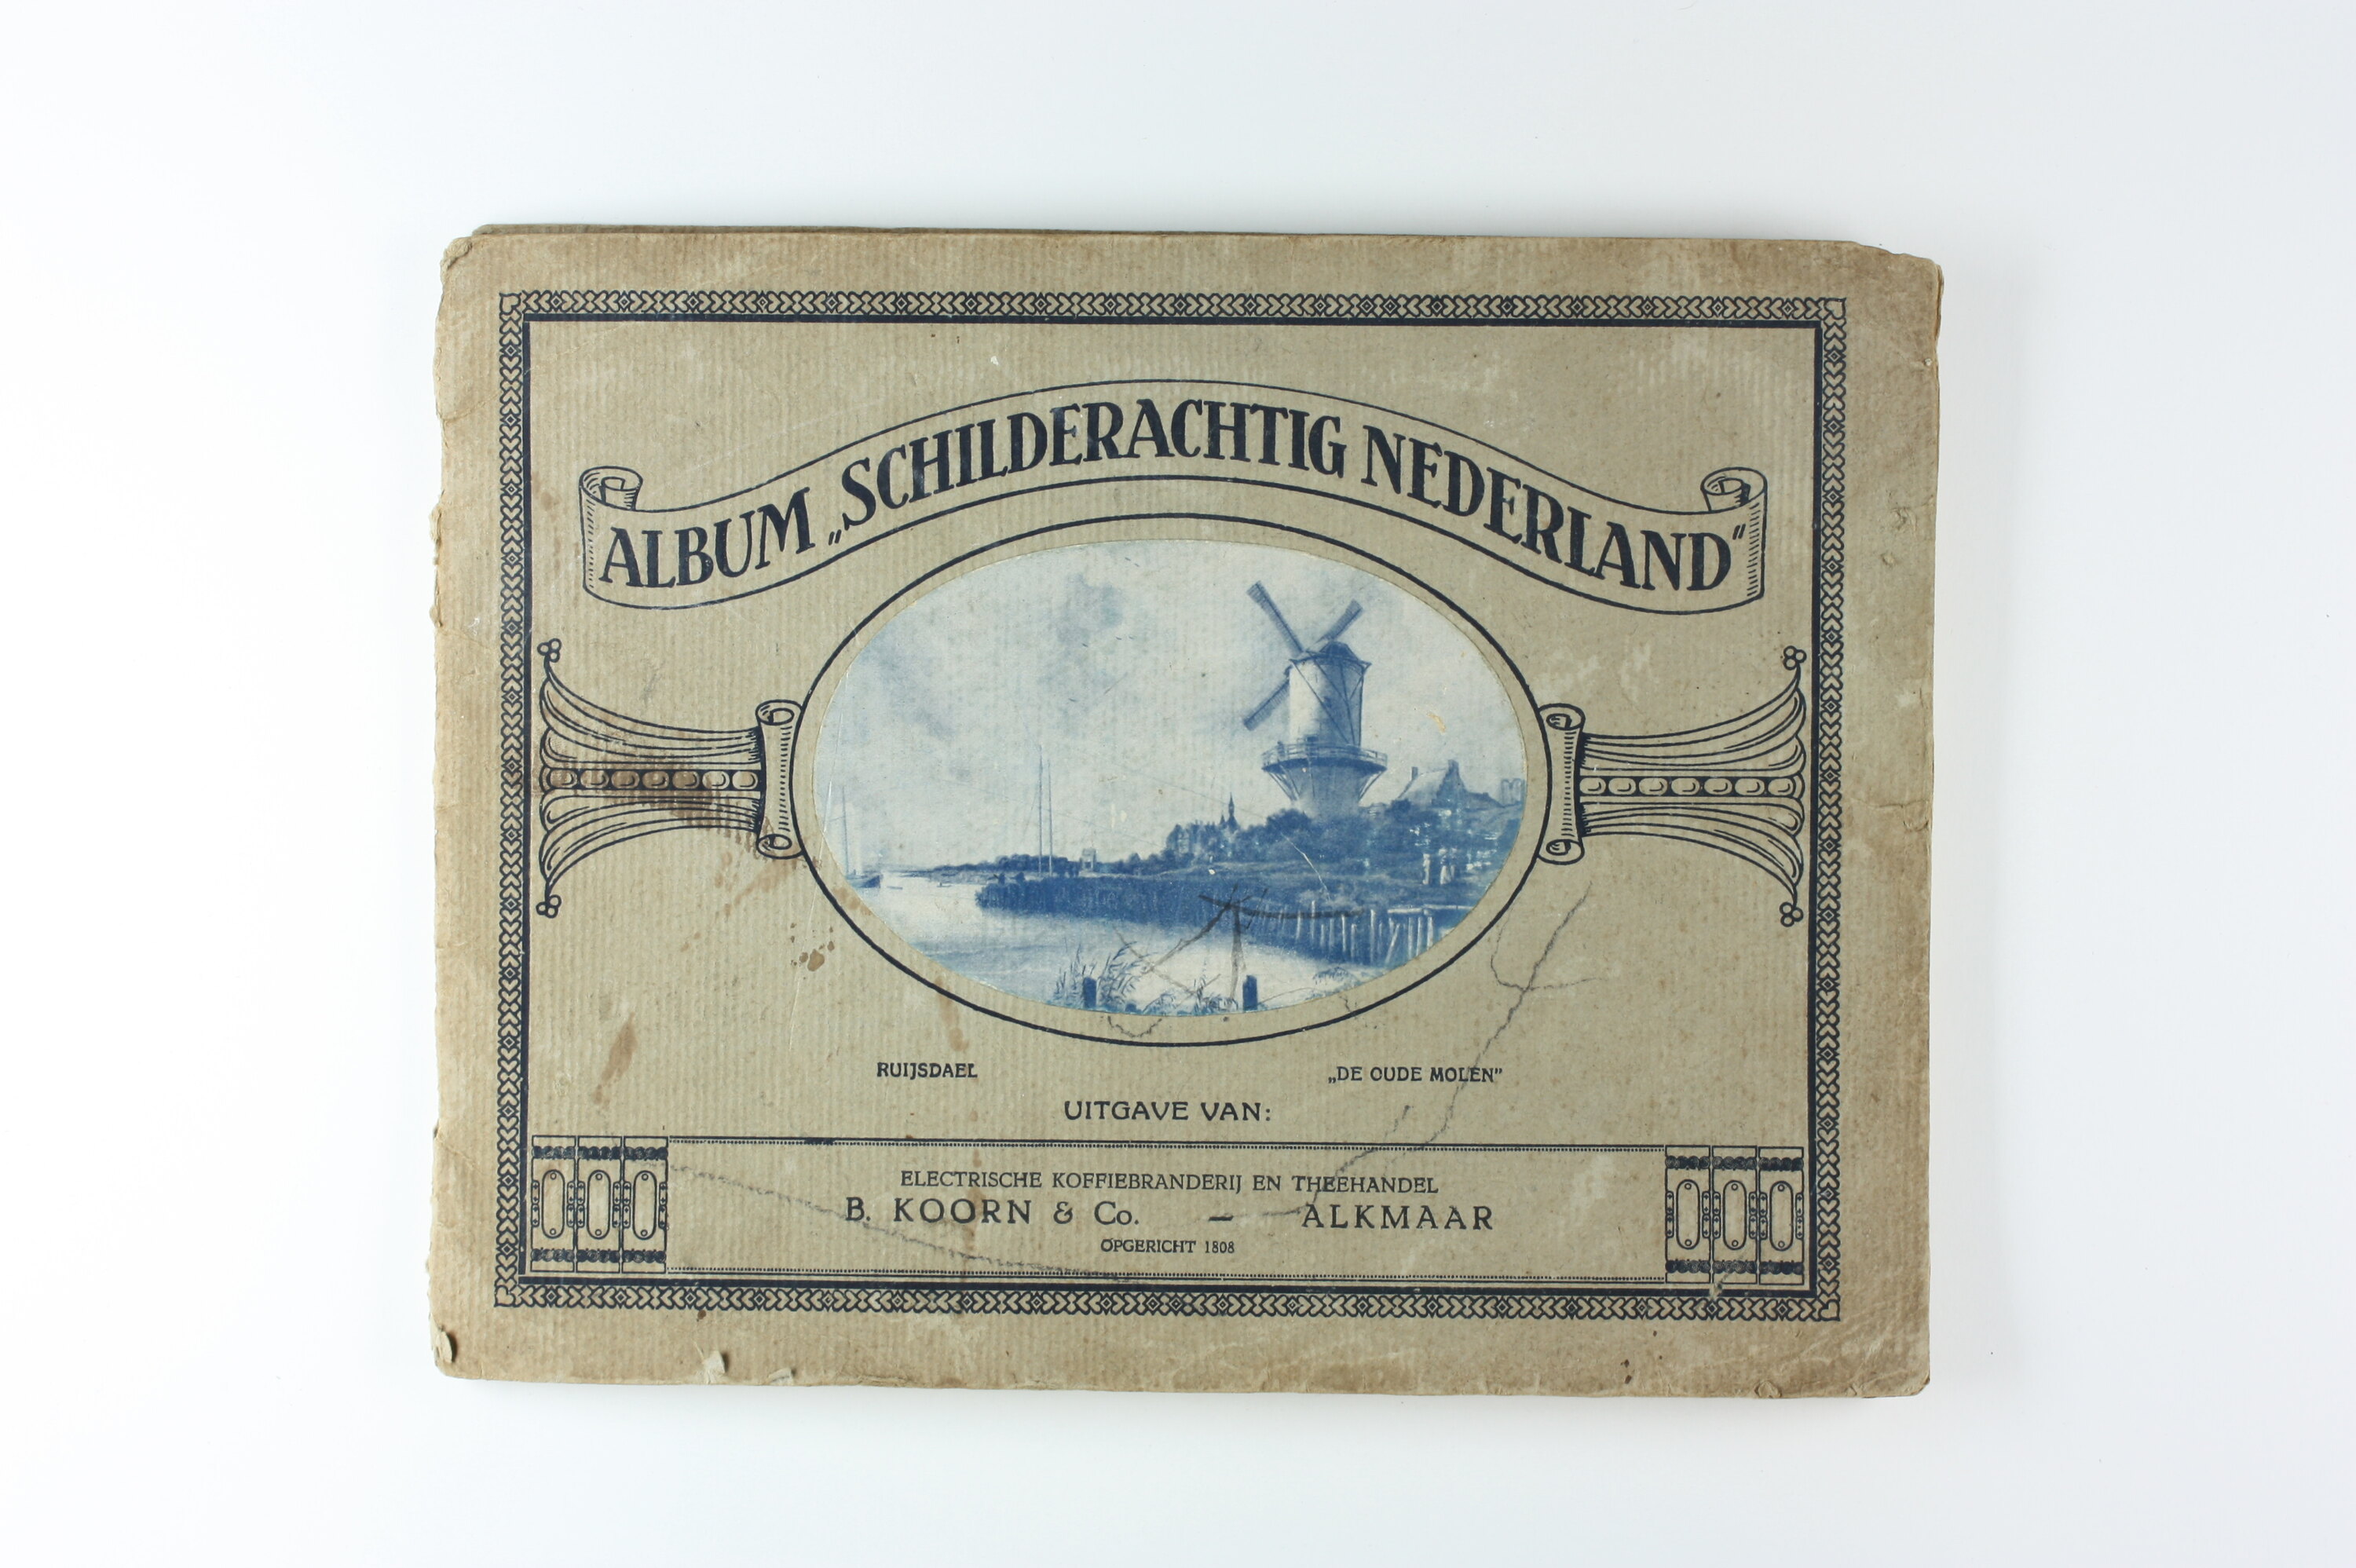 ALBUM „SCHILDERACHTIG NEDERLAND"
RUIJSDAEL „DE OUDE MOLEN”
UITGAVE VAN:
ELECTRISCHE KOFFIEBRANDERIJ EN THEEHANDEL
B. KOORN & Co. — ALKMAAR
OPGERICHT 1808